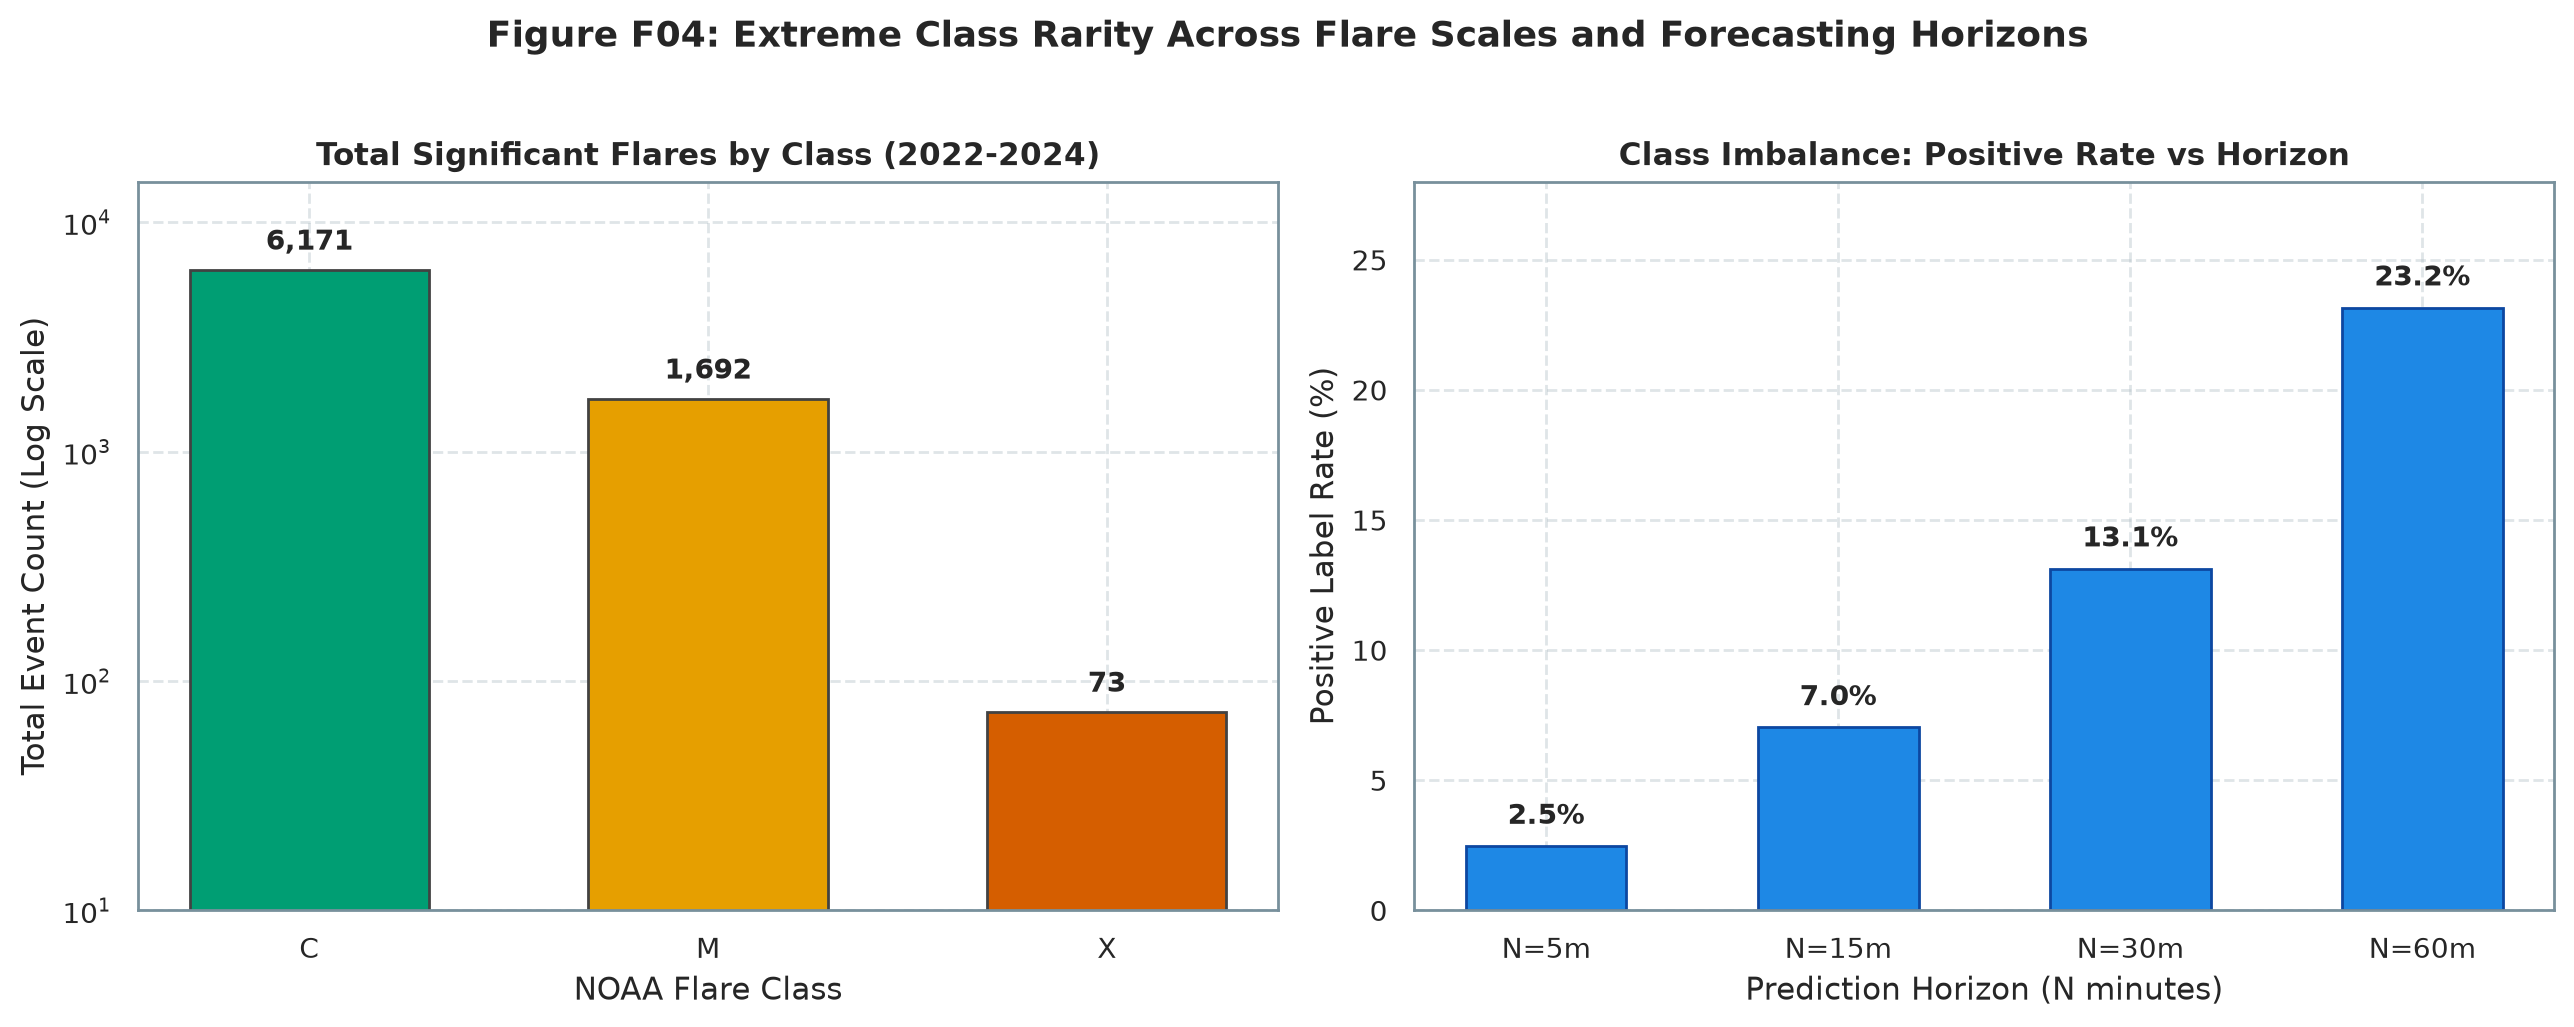 Figure F04: Extreme Class Rarity Across Flare Scales and Forecasting Horizons
Total Significant Flares by Class (2022-2024)
Total Event Count (Log Scale)
10⁴
10³
10²
10¹
6,171
1,692
73
C
M
X
NOAA Flare Class
Class Imbalance: Positive Rate vs Horizon
Positive Label Rate (%)
25
20
15
10
5
0
2.5%
7.0%
13.1%
23.2%
N=5m
N=15m
N=30m
N=60m
Prediction Horizon (N minutes)